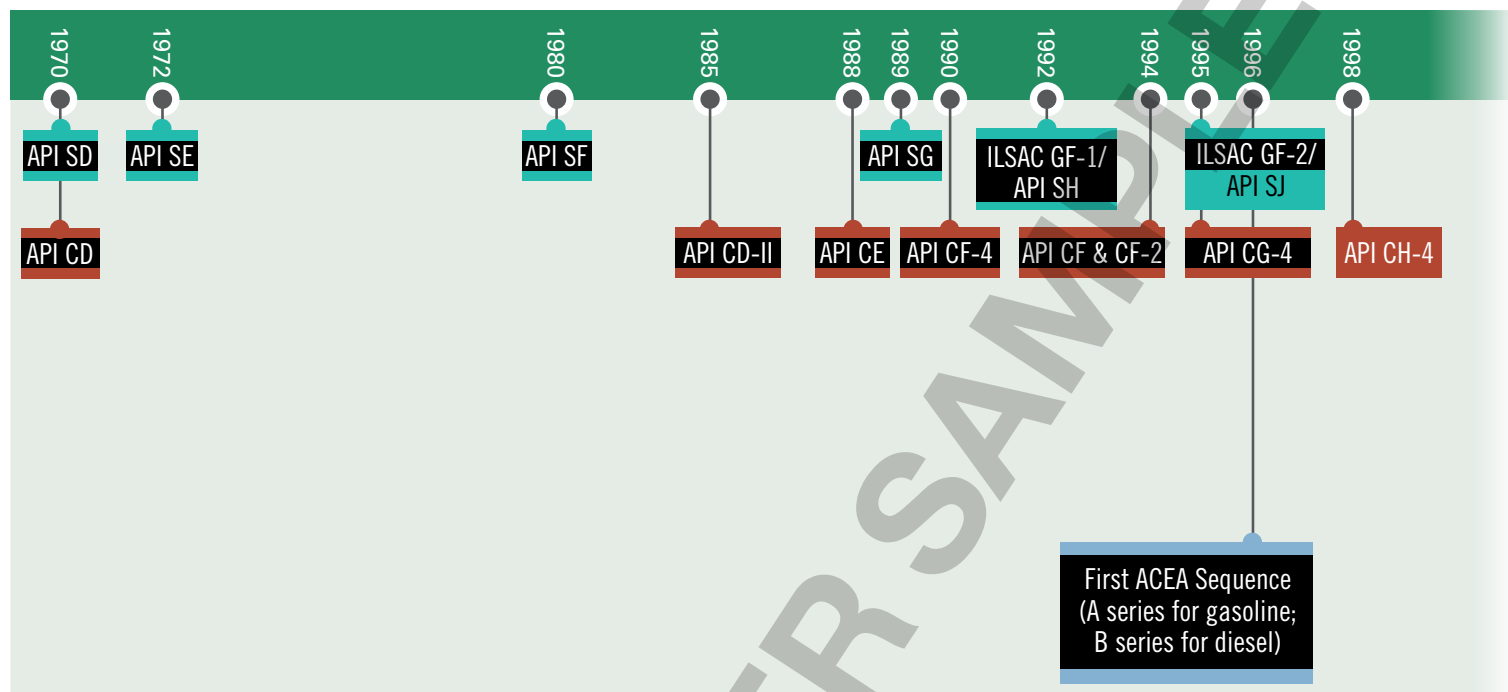 1970
1972
1980
1985
1988
1989
1990
1992
1994
1995
1996
1998
API SD
API SE
API SF
API SG
ILSAC GF-1/
API SH
ILSAC GF-2/
API SJ
API CD
API CD-II
API CE
API CF-4
API CF & CF-2
API CG-4
API CH-4
First ACEA Sequence
(A series for gasoline;
B series for diesel)
ER SAMPLE